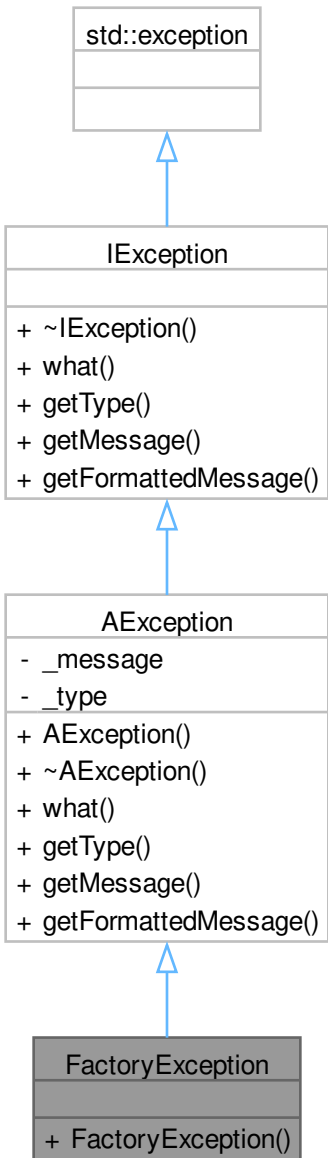 std::exception
IException
+ ~IException()
+ what()
+ getType()
+ getMessage()
+ getFormattedMessage()
AException
- _message
- _type
+ AException()
+ ~AException()
+ what()
+ getType()
+ getMessage()
+ getFormattedMessage()
FactoryException
+ FactoryException()